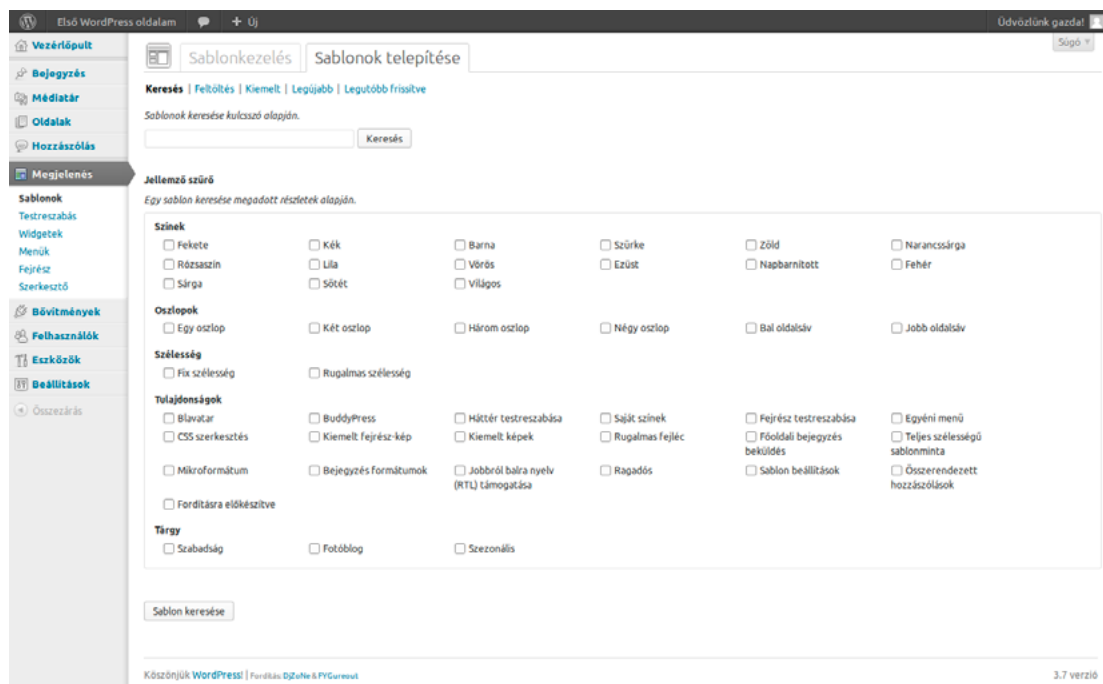 Első WordPress oldalam + Új Üdvözlünk gazda!
Súgó
Vezérlőpult
Bejegyzés
Médiatár
Oldalak
Hozzászólás
Megjelenés
Sablonok
Testreszabás
Widgetek
Menük
Fejrész
Szerkesztő
Bővítmények
Felhasználók
Eszközök
Beállítások
Összezárás
Sablonkezelés Sablonok telepítése
Keresés | Feltöltés | Kiemelt | Legújabb | Legutóbb frissítve
Sablonok keresése kulcsszó alapján.
Keresés
Jellemző szűrő
Egy sablon keresése megadott részletek alapján.
Színek
Fekete Kék Barna Szürke Zöld Narancssárga
Rózsaszín Lila Vörös Ezüst Napbarnított Fehér
Sárga Sötét Világos
Oszlopok
Egy oszlop Két oszlop Három oszlop Négy oszlop Bal oldalsáv Jobb oldalsáv
Szélesség
Fix szélesség Rugalmas szélesség
Tulajdonságok
Blavatar BuddyPress Háttér testreszabása Saját színek Fejrész testreszabása Egyéni menü
CSS szerkesztés Kiemelt fejrész-kép Kiemelt képek Rugalmas fejléc Főoldali bejegyzés Teljes szélességű
beküldés sablonminta
Mikroformátum Bejegyzés formátumok Jobbról balra nyelv Ragadós Sablon beállítások Összerendezett
(RTL) támogatása hozzászólások
Fordításra előkészítve
Tárgy
Szabadság Fotóblog Szezonális
Sablon keresése
Köszönjük WordPress! | Fordítás: DjZoNe & FYGureout 3.7 verzió